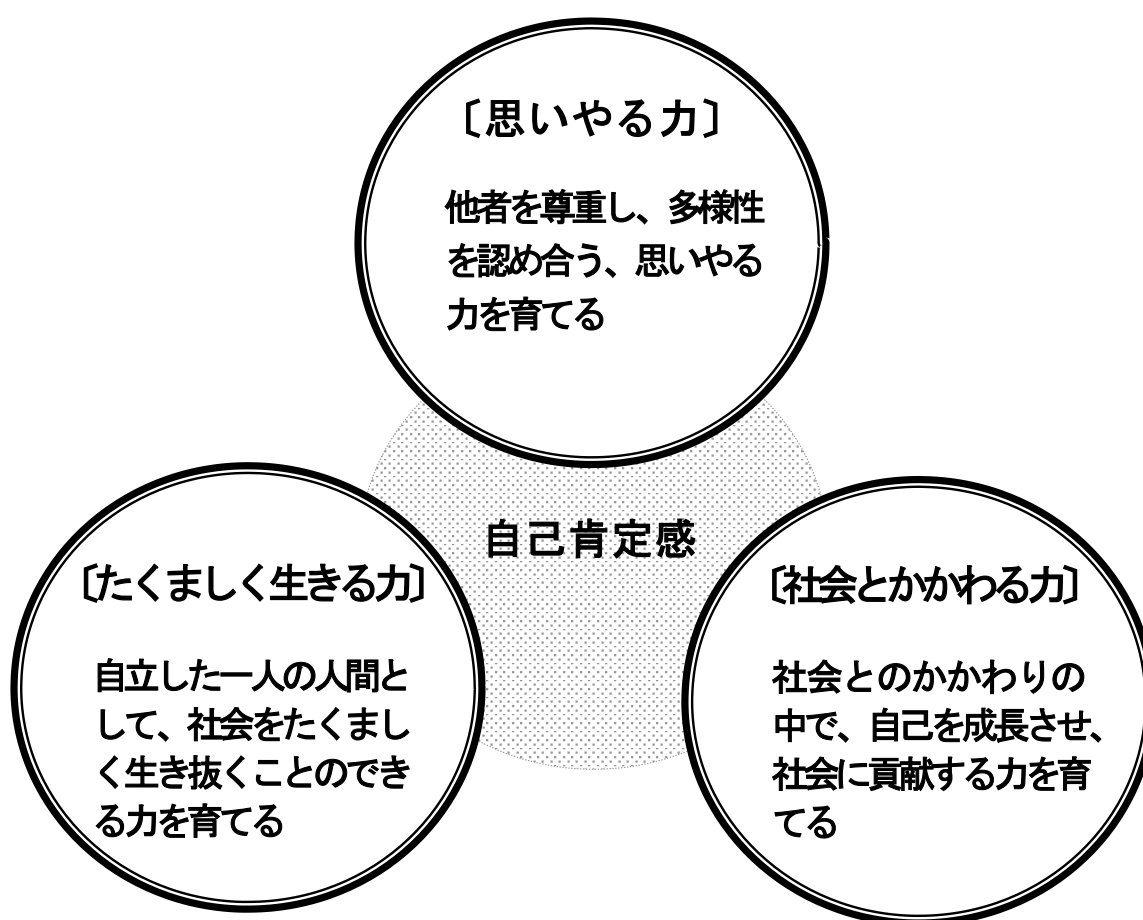 〔思いやる力〕
他者を尊重し、多様性
を認め合う、思いやる
力を育てる
自己肯定感
〔たくましく生きる力〕
自立した一人の人間と
して、社会をたくまし
く生き抜くことのでき
る力を育てる
〔社会とかかわる力〕
社会とのかかわりの
中で、自己を成長させ、
社会に貢献する力を育
てる